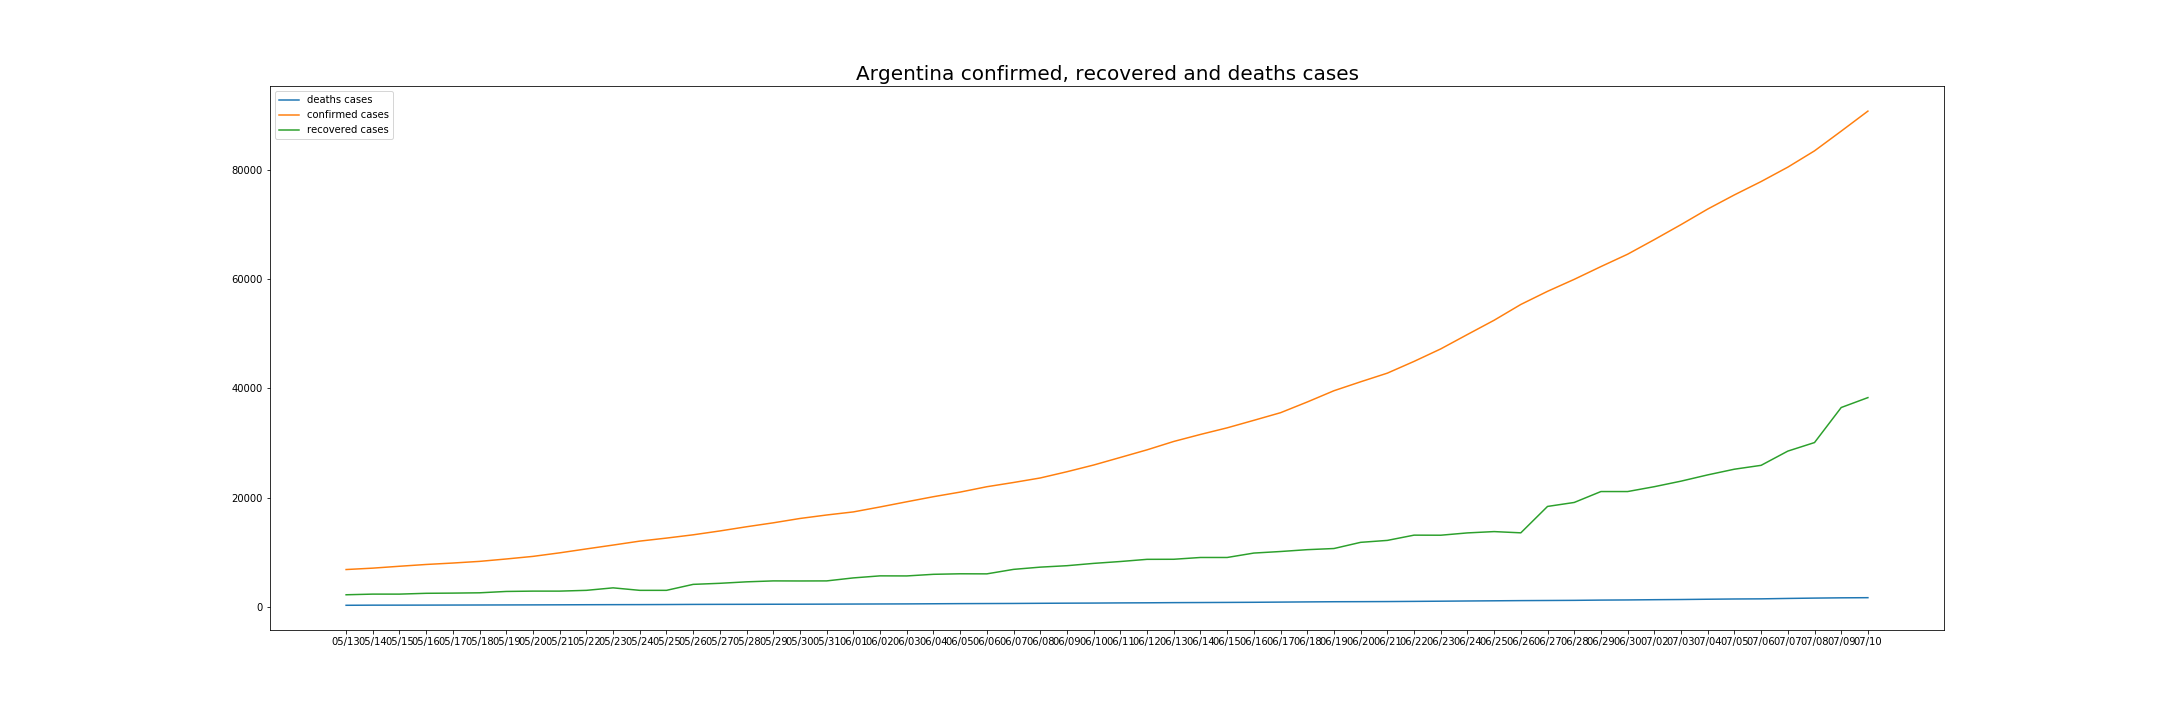 Argentina confirmed, recovered and deaths cases
deaths cases
confirmed cases
recovered cases
80000
60000
40000
20000
0
05/13 05/14 05/15 05/16 05/17 05/18 05/19 05/20 05/21 05/22 05/23 05/24 05/25 05/26 05/27 05/28 05/29 05/30 05/31 06/01 06/02 06/03 06/04 06/05 06/06 06/07 06/08 06/09 06/10 06/11 06/12 06/13 06/14 06/15 06/16 06/17 06/18 06/19 06/20 06/21 06/22 06/23 06/24 06/25 06/26 06/27 06/28 06/29 06/30 07/02 07/03 07/04 07/05 07/06 07/07 07/08 07/09 07/10